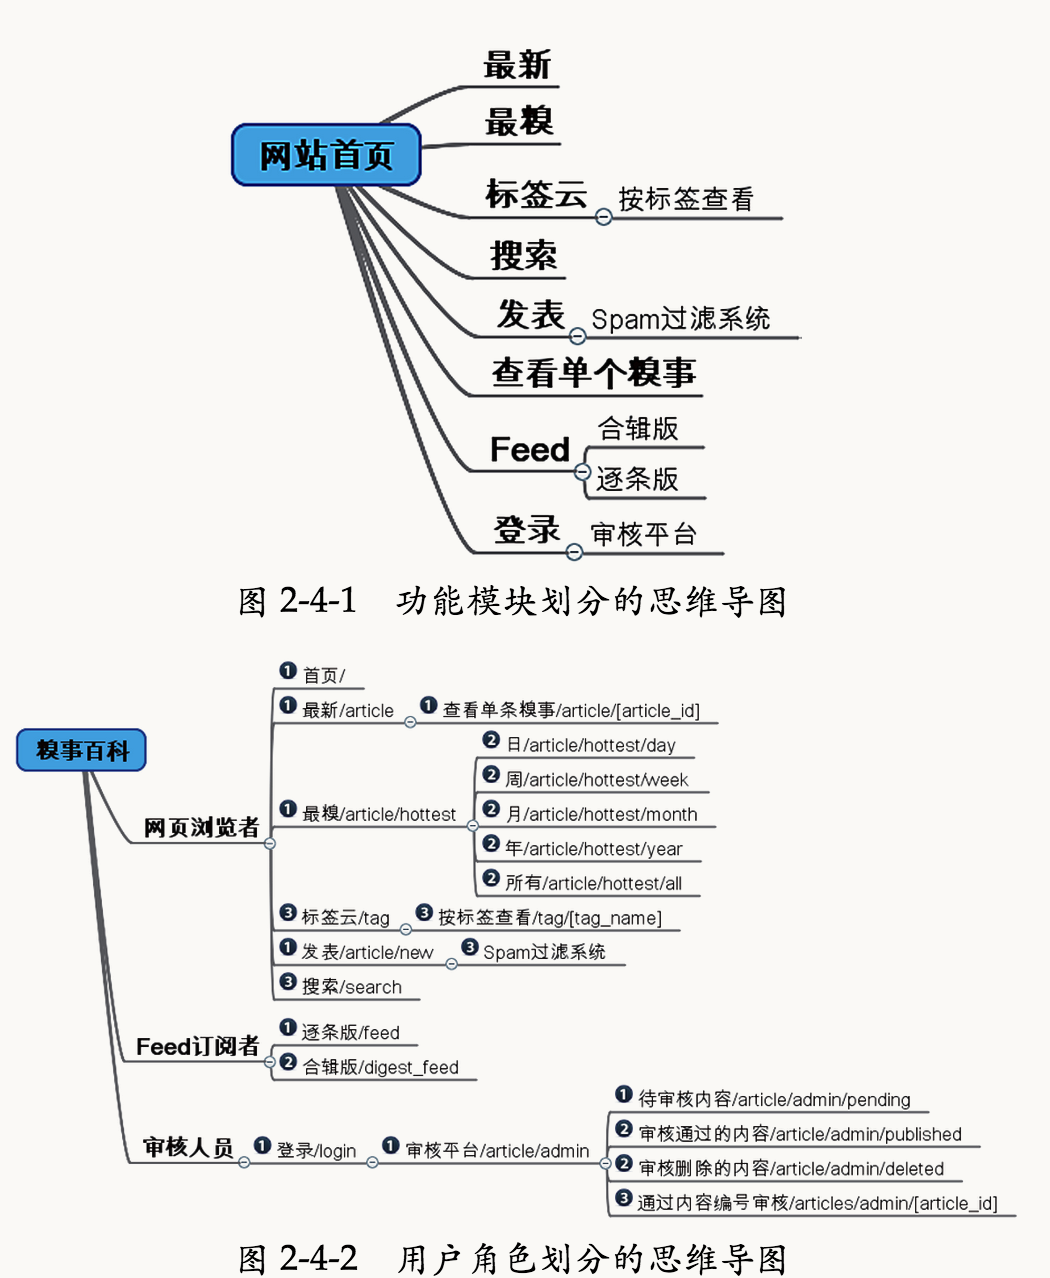 最新
最糗
网站首页
标签云
按标签查看
搜索
发表
Spam过滤系统
查看单个糗事
Feed
合辑版
逐条版
登录
审核平台
图 2-4-1 功能模块划分的思维导图
糗事百科
网页浏览者
1 首页/
1 最新/article
1 查看单条糗事/article/[article_id]
1 最糗/article/hottest
2 日/article/hottest/day
2 周/article/hottest/week
2 月/article/hottest/month
2 年/article/hottest/year
2 所有/article/hottest/all
3 标签云/tag
3 按标签查看/tag/[tag_name]
1 发表/article/new
3 Spam过滤系统
3 搜索/search
Feed订阅者
1 逐条版/feed
2 合辑版/digest_feed
审核人员
1 登录/login
1 审核平台/article/admin
1 待审核内容/article/admin/pending
2 审核通过的内容/article/admin/published
2 审核删除的内容/article/admin/deleted
3 通过内容编号审核/articles/admin/[article_id]
图 2-4-2 用户角色划分的思维导图